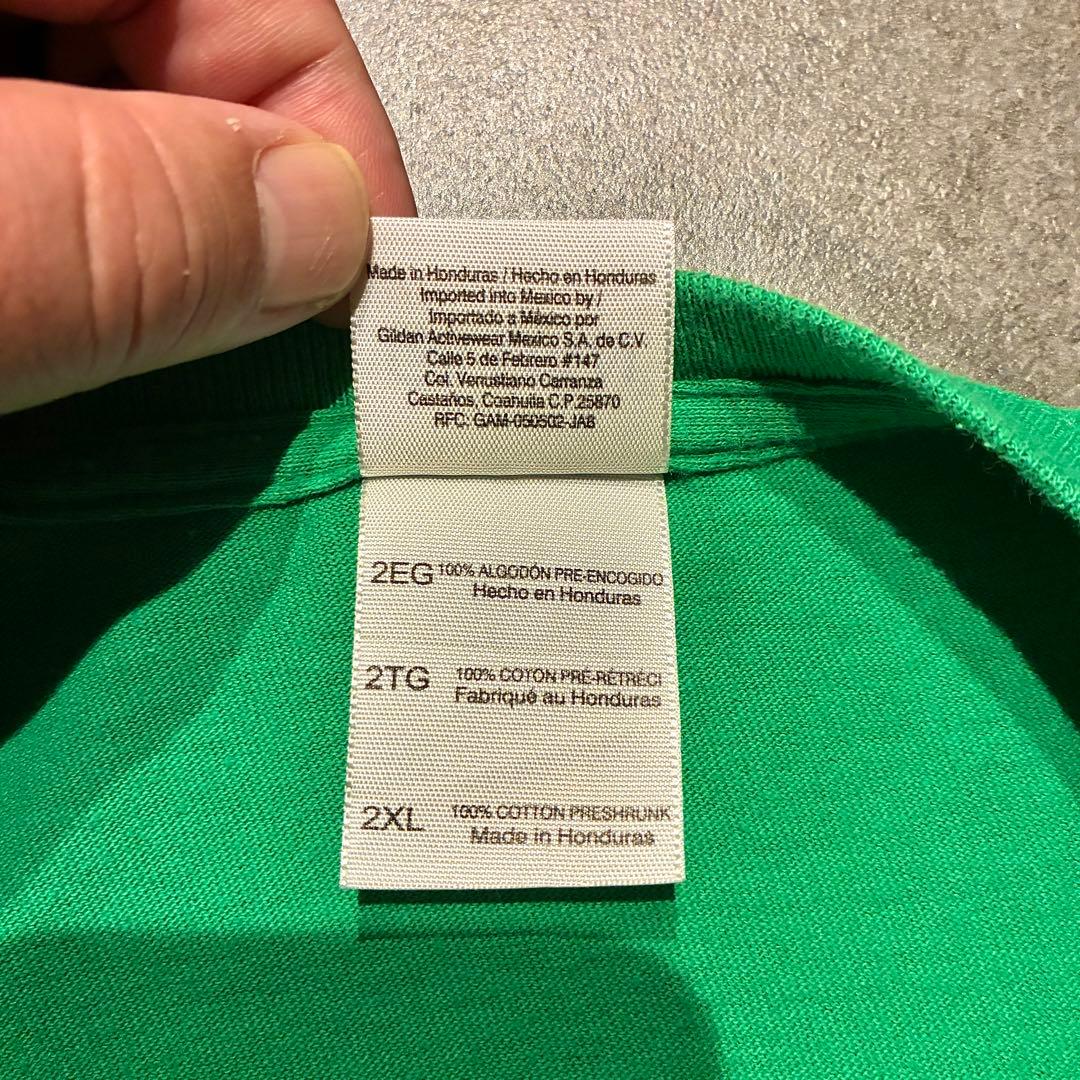 Made in Honduras / Hecho en Honduras
Imported into Mexico by /
Importado a México por
Gildan Activewear Mexico S.A. de C.V.
Calle 5 de Febrero #147
Col. Venustiano Carranza
Castaños, Coahuila C.P.25870
RFC: GAM-050502-JA8
2EG 100% ALGODÓN PRE-ENCOGIDO
Hecho en Honduras
2TG 100% COTON PRÉ-RÉTRÉCI
Fabriqué au Honduras
2XL 100% COTTON PRESHRUNK
Made in Honduras